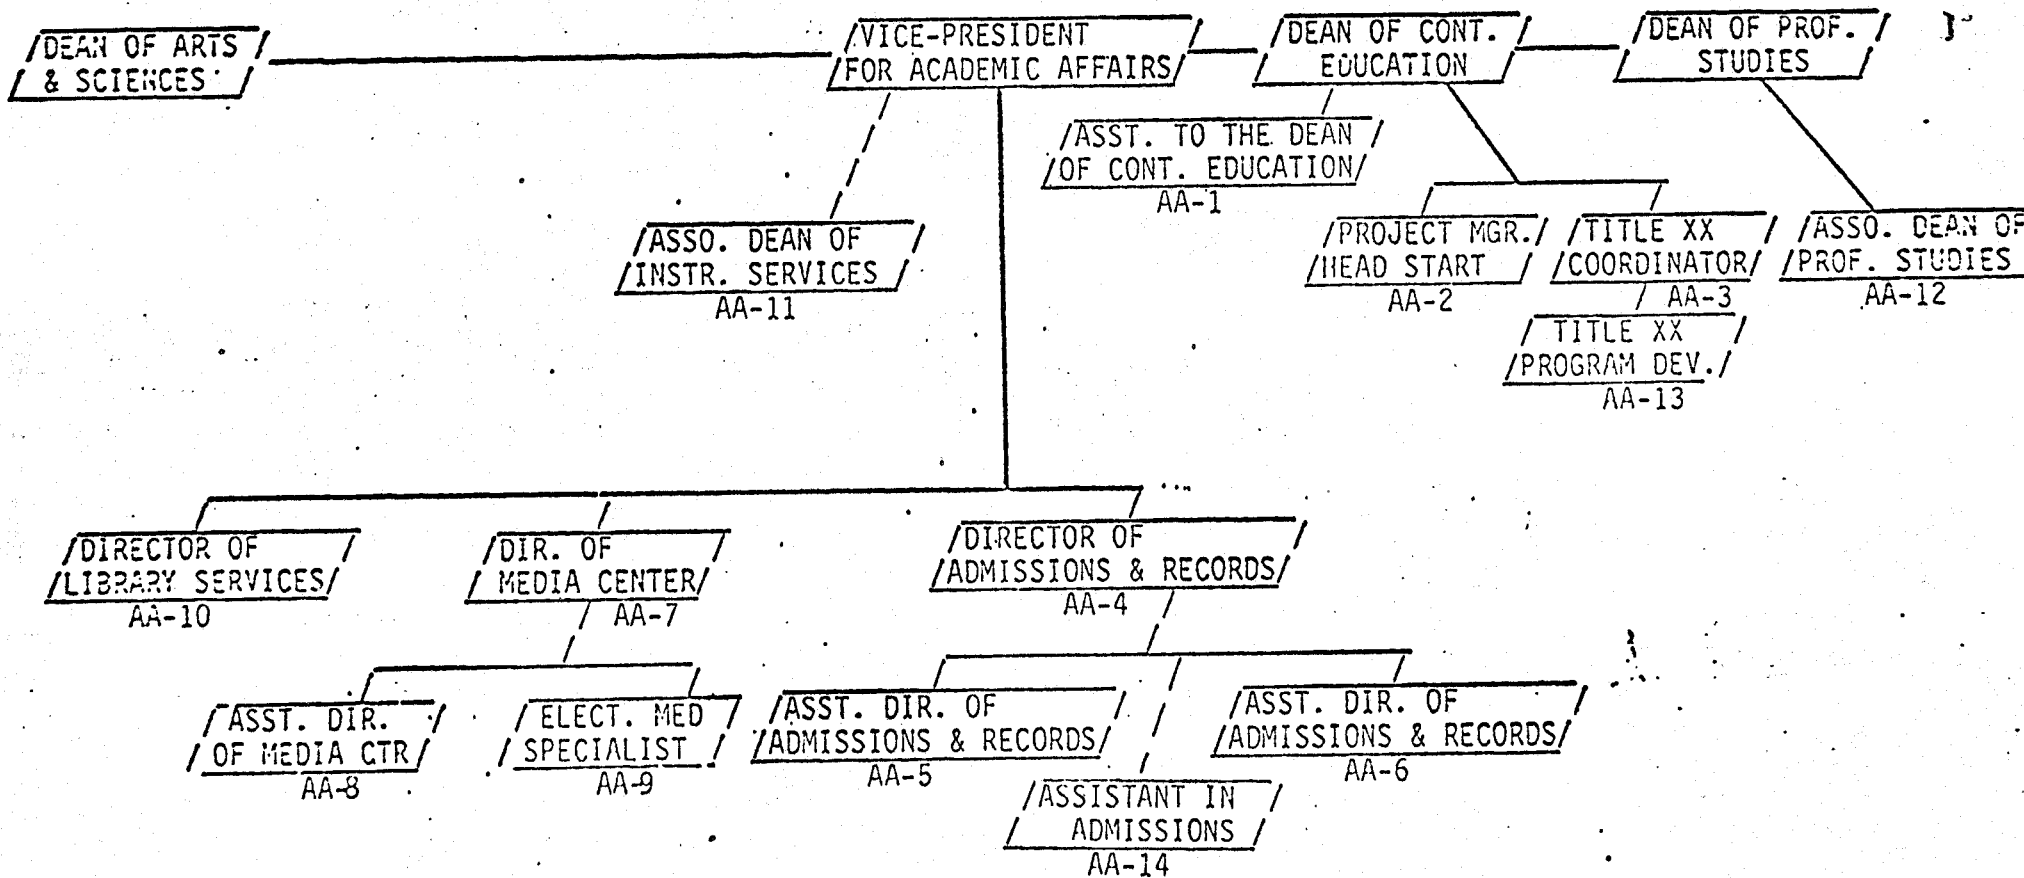 DEAN OF ARTS
& SCIENCES
VICE-PRESIDENT
FOR ACADEMIC AFFAIRS
DEAN OF CONT.
EDUCATION
DEAN OF PROF.
STUDIES
ASST. TO THE DEAN
OF CONT. EDUCATION
AA-1
ASSO. DEAN OF
INSTR. SERVICES
AA-11
PROJECT MGR.
HEAD START
AA-2
TITLE XX
COORDINATOR
AA-3
ASSO. DEAN OF
PROF. STUDIES
AA-12
TITLE XX
PROGRAM DEV.
AA-13
DIRECTOR OF
LIBRARY SERVICES
AA-10
DIR. OF
MEDIA CENTER
AA-7
DIRECTOR OF
ADMISSIONS & RECORDS
AA-4
ASST. DIR.
OF MEDIA CTR
AA-8
ELECT. MED
SPECIALIST
AA-9
ASST. DIR. OF
ADMISSIONS & RECORDS
AA-5
ASST. DIR. OF
ADMISSIONS & RECORDS
AA-6
ASSISTANT IN
ADMISSIONS
AA-14